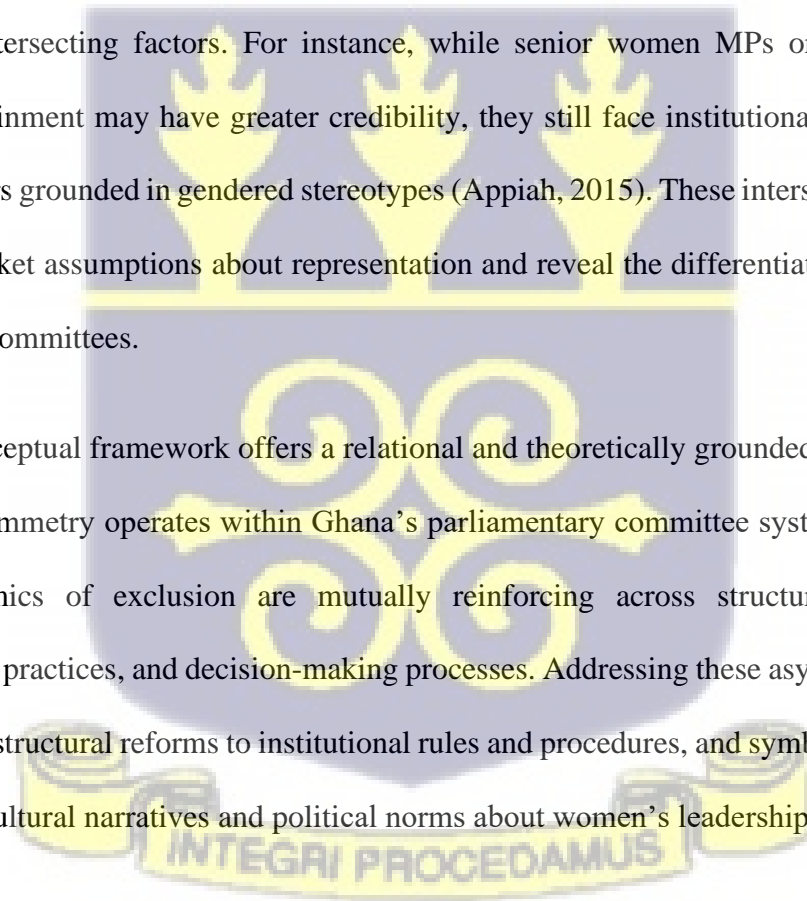 tersecting factors. For instance, while senior women MPs or
inment may have greater credibility, they still face institutiona
s grounded in gendered stereotypes (Appiah, 2015). These inters
ket assumptions about representation and reveal the differentiat
ommittees.
ceptual framework offers a relational and theoretically grounded
mmetry operates within Ghana’s parliamentary committee syst
nics of exclusion are mutually reinforcing across structur
practices, and decision-making processes. Addressing these asy
structural reforms to institutional rules and procedures, and symb
ultural narratives and political norms about women’s leadership
INTEGRI PROCEDAMUS